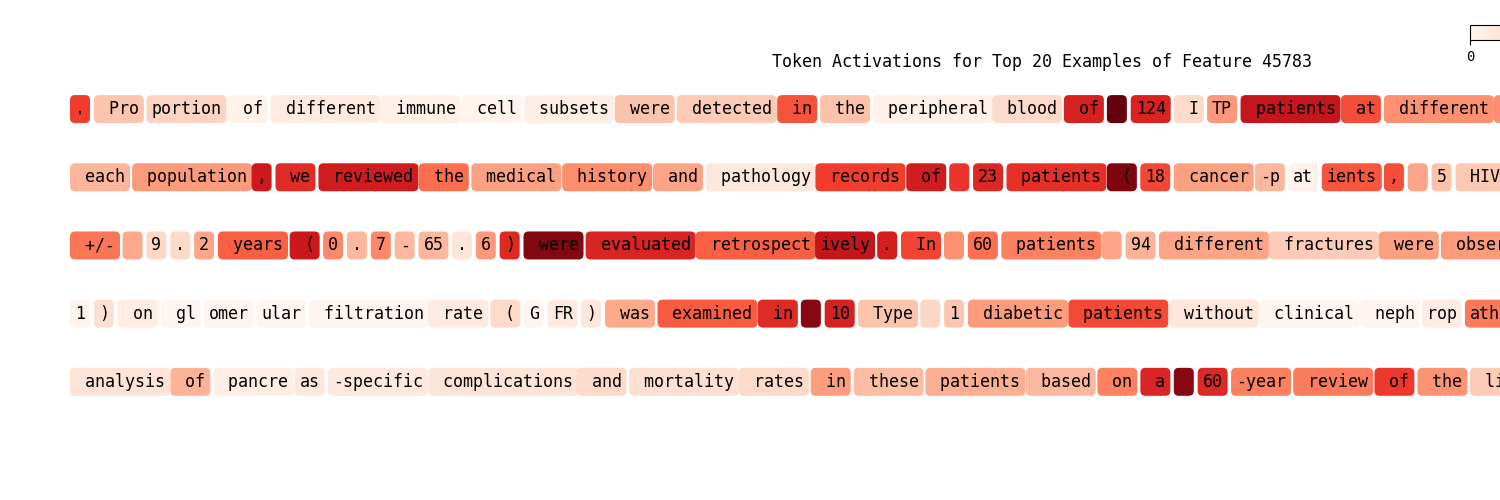 0
Token Activations for Top 20 Examples of Feature 45783
. Pro portion of different immune cell subsets were detected in the peripheral blood of 124 I TP patients at different
each population , we reviewed the medical history and pathology records of 23 patients ( 18 cancer -p at ients , 5 HIV
+/- 9 . 2 years ( 0 . 7 - 65 . 6 ) were evaluated retrospect ively . In 60 patients 94 different fractures were obser
1 ) on gl omer ular filtration rate ( G FR ) was examined in 10 Type 1 diabetic patients without clinical neph rop ath
analysis of pancre as -specific complications and mortality rates in these patients based on a 60 -year review of the li